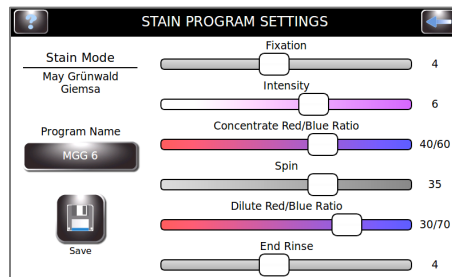 ?
STAIN PROGRAM SETTINGS
Stain Mode
May Grünwald
Giemsa
Program Name
MGG 6
Save
Fixation
4
Intensity
6
Concentrate Red/Blue Ratio
40/60
Spin
35
Dilute Red/Blue Ratio
30/70
End Rinse
4